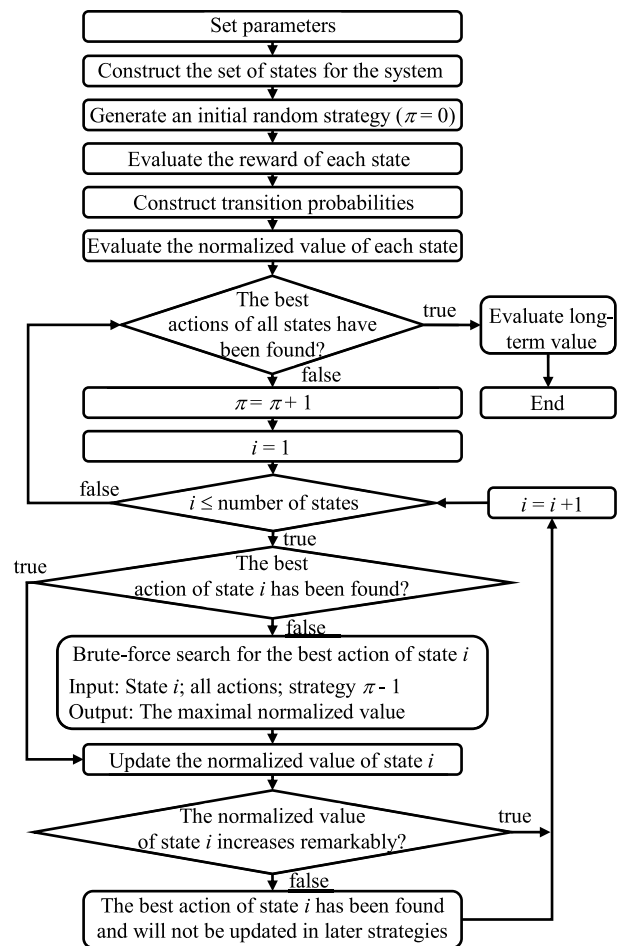 Set parameters
Construct the set of states for the system
Generate an initial random strategy (π = 0)
Evaluate the reward of each state
Construct transition probabilities
Evaluate the normalized value of each state
The best
actions of all states have
been found?
true
Evaluate long-
term value
End
false
π = π + 1
i = 1
false
i ≤ number of states
i = i +1
true
true
The best
action of state i has been found?
false
Brute-force search for the best action of state i
Input: State i; all actions; strategy π - 1
Output: The maximal normalized value
Update the normalized value of state i
The normalized value
of state i increases remarkably?
true
false
The best action of state i has been found
and will not be updated in later strategies